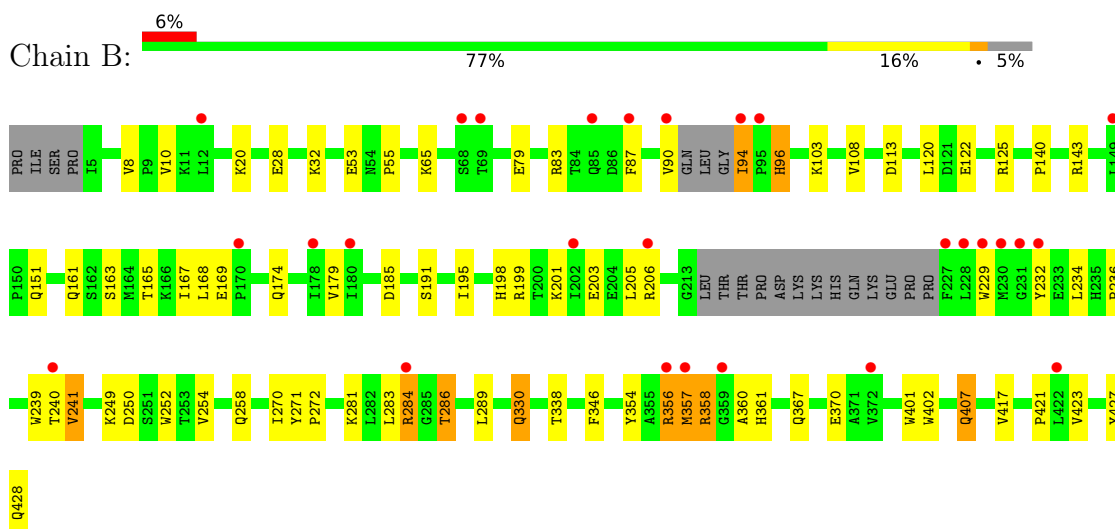 6%
Chain B:
77% 16% • 5%
PRO ILE SER PRO I5 V8 P9 V10 K11 L12 K20 E28 K32 E53 N54 P55 K65 S68 T69 E79 R83 T84 Q85 D86 F87 V90 GLN LEU GLY I94 P95 H96 K103 V108 D113 L120 D121 E122 R125 P140 R143 L149
P150 Q151 Q161 S162 S163 M164 T165 K166 I167 L168 E169 P170 Q174 I178 V179 I180 D185 S191 I195 H198 R199 T200 K201 I202 E203 E204 L205 R206 G213 LEU THR THR PRO ASP LYS LYS HIS GLN LYS GLU PRO PRO F227 L228 W229 M230 G231 Y232 E233 L234 H235 P236
W239 T240 V241 K249 D250 S251 W252 T253 V254 Q258 I270 Y271 P272 K281 L282 L283 R284 G285 T286 L289 Q330 T338 F346 Y354 A355 R356 M357 R358 G359 A360 H361 Q367 E370 A371 V372 W401 W402 Q407 V417 P421 L422 V423 Y427
Q428